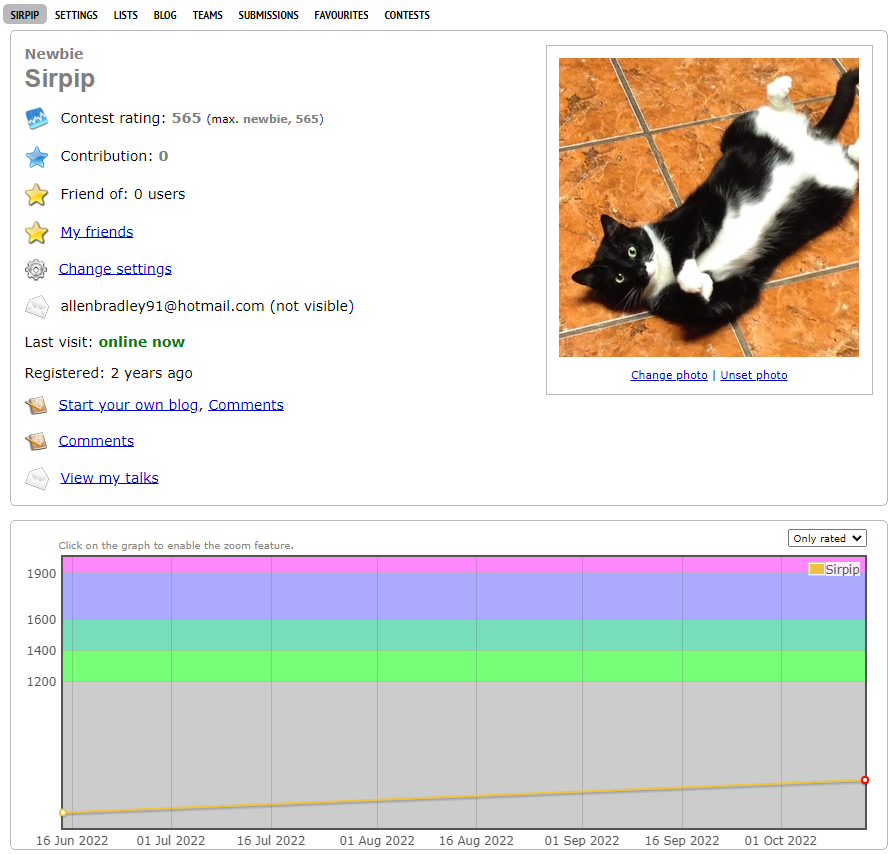 SIRPIP SETTINGS LISTS BLOG TEAMS SUBMISSIONS FAVOURITES CONTESTS
Newbie
Sirpip
Contest rating: 565 (max. newbie, 565)
Contribution: 0
Friend of: 0 users
My friends
Change settings
allenbradley91@hotmail.com (not visible)
Last visit: online now
Registered: 2 years ago
Start your own blog, Comments
Comments
View my talks
Change photo | Unset photo
Click on the graph to enable the zoom feature.
Only rated
Sirpip
1900
1600
1400
1200
16 Jun 2022 01 Jul 2022 16 Jul 2022 01 Aug 2022 16 Aug 2022 01 Sep 2022 16 Sep 2022 01 Oct 2022